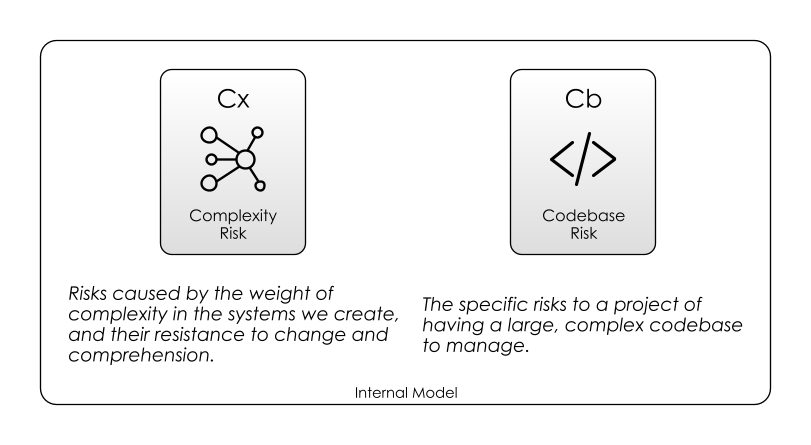 Cx
Complexity
Risk
Risks caused by the weight of
complexity in the systems we create,
and their resistance to change and
comprehension.
Cb
</>
Codebase
Risk
The specific risks to a project of
having a large, complex codebase
to manage.
Internal Model